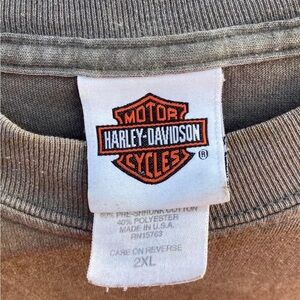 MOTOR
HARLEY-DAVIDSON
CYCLES
®
60% PRE-SHRUNK COTTON
40% POLYESTER
MADE IN U.S.A.
RN15763
CARE ON REVERSE
2XL